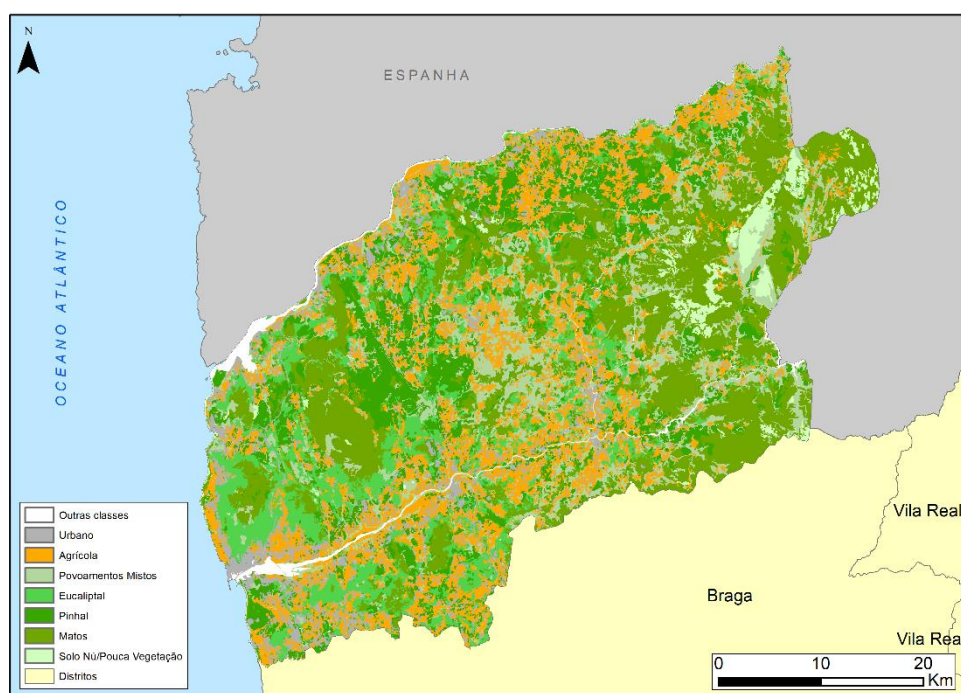 N
ESPANHA
OCEANO ATLÂNTICO
Outras classes
Urbano
Agrícola
Povoamentos Mistos
Eucaliptal
Pinhal
Matos
Solo Nú/Pouca Vegetação
Distritos
Vila Real
Braga
Vila Rea
0 10 20
Km